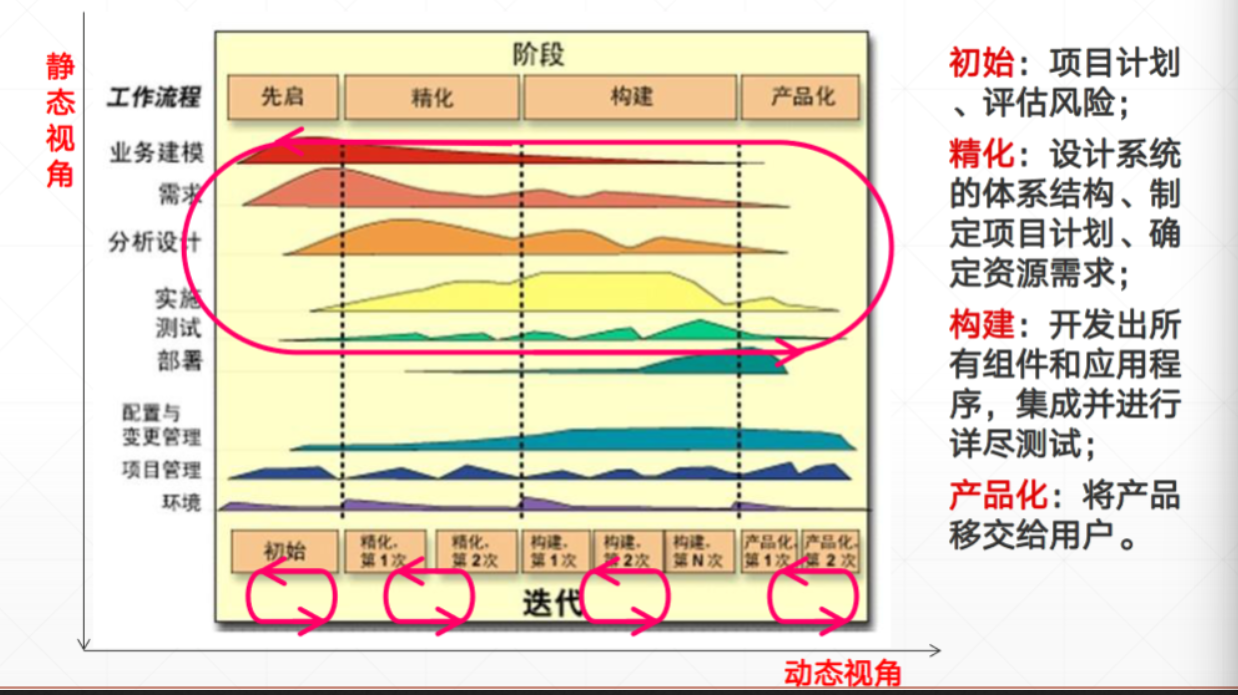 静态视角
阶段
工作流程
先启
精化
构建
产品化
业务建模
需求
分析设计
实施
测试
部署
配置与
变更管理
项目管理
环境
初始
精化.
第1次
精化.
第2次
构建.
第1次
构建.
第2次
构建.
第N次
产品化.
第1次
产品化.
第2次
迭代
动态视角
初始：项目计划
、评估风险；
精化：设计系统
的体系结构、制
定项目计划、确
定资源需求；
构建：开发出所
有组件和应用程
序，集成并进行
详尽测试；
产品化：将产品
移交给用户。